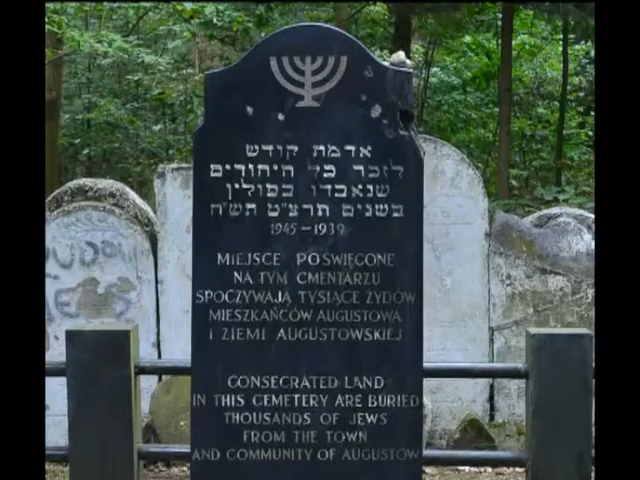 אדמת קודש
לזכר כל היהודים
שנאבדו בפולין
בשנים תרצ"ט תש"ח
1945-1939
MIEJSCE POŚWIĘCONE
NA TYM CMENTARZU
SPOCZYWAJĄ TYSIĄCE ŻYDÓW
MIESZKAŃCÓW AUGUSTOWA
I ZIEMI AUGUSTOWSKIEJ
CONSECRATED LAND
IN THIS CEMETERY ARE BURIED
THOUSANDS OF JEWS
FROM THE TOWN
AND COMMUNITY OF AUGUSTOW